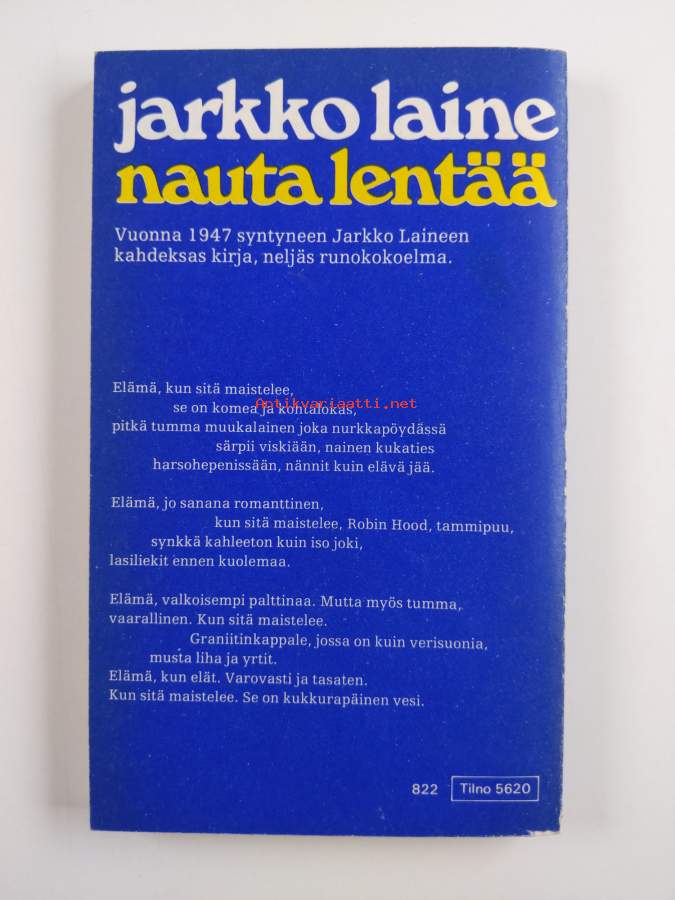 jarkko laine
nauta lentää
Vuonna 1947 syntyneen Jarkko Laineen
kahdeksas kirja, neljäs runokokoelma.
Elämä, kun sitä maistelee,
se on komea ja kohtalokas,
Antikvariaatti.net
pitkä tumma muukalainen joka nurkkapöydässä
särpii viskiään, nainen kukaties
harsohepenissään, nännit kuin elävä jää.
Elämä, jo sanana romanttinen,
kun sitä maistelee, Robin Hood, tammipuu,
synkkä kahleeton kuin iso joki,
lasiliekit ennen kuolemaa.
Elämä, valkoisempi palttinaa. Mutta myös tumma,
vaarallinen. Kun sitä maistelee.
Graniitinkappale, jossa on kuin verisuonia,
musta liha ja yrtit.
Elämä, kun elät. Varovasti ja tasaten.
Kun sitä maistelee. Se on kukkurapäinen vesi.
822 Tilno 5620